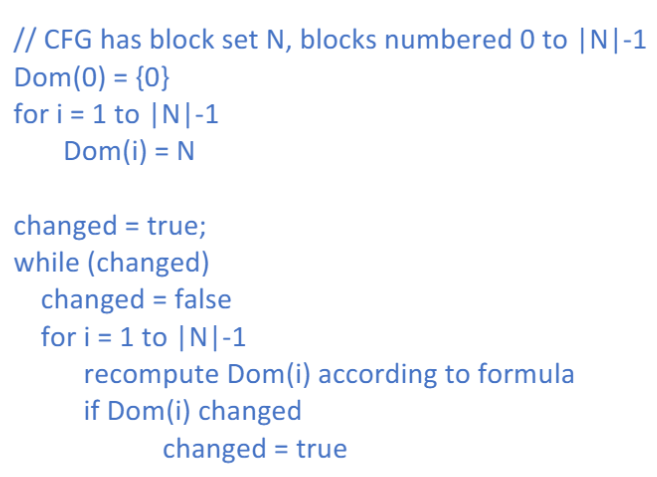 // CFG has block set N, blocks numbered 0 to |N|-1
Dom(0) = {0}
for i = 1 to |N|-1
Dom(i) = N
changed = true;
while (changed)
changed = false
for i = 1 to |N|-1
recompute Dom(i) according to formula
if Dom(i) changed
changed = true